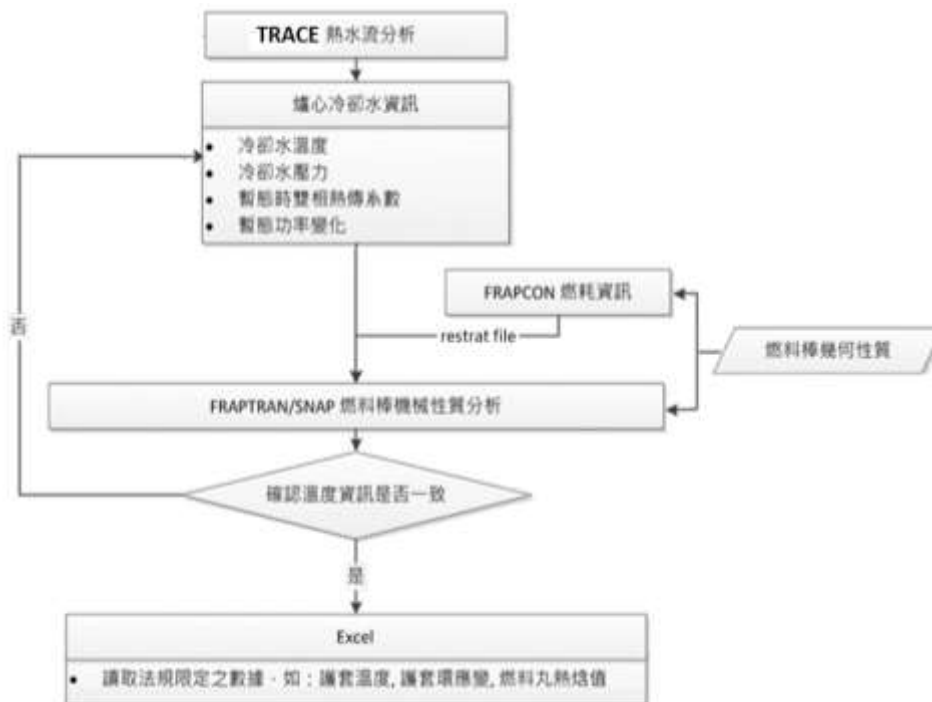 TRACE 熱水流分析
爐心冷卻水資訊
冷卻水溫度
冷卻水壓力
暫態時雙相熱傳系數
暫態功率變化
FRAPCON 燃耗資訊
否
restrat file
燃料棒幾何性質
FRAPTRAN/SNAP 燃料棒機械性質分析
確認溫度資訊是否一致
是
Excel
讀取法規限定之數據，如：護套溫度, 護套環應變, 燃料丸熱焓值